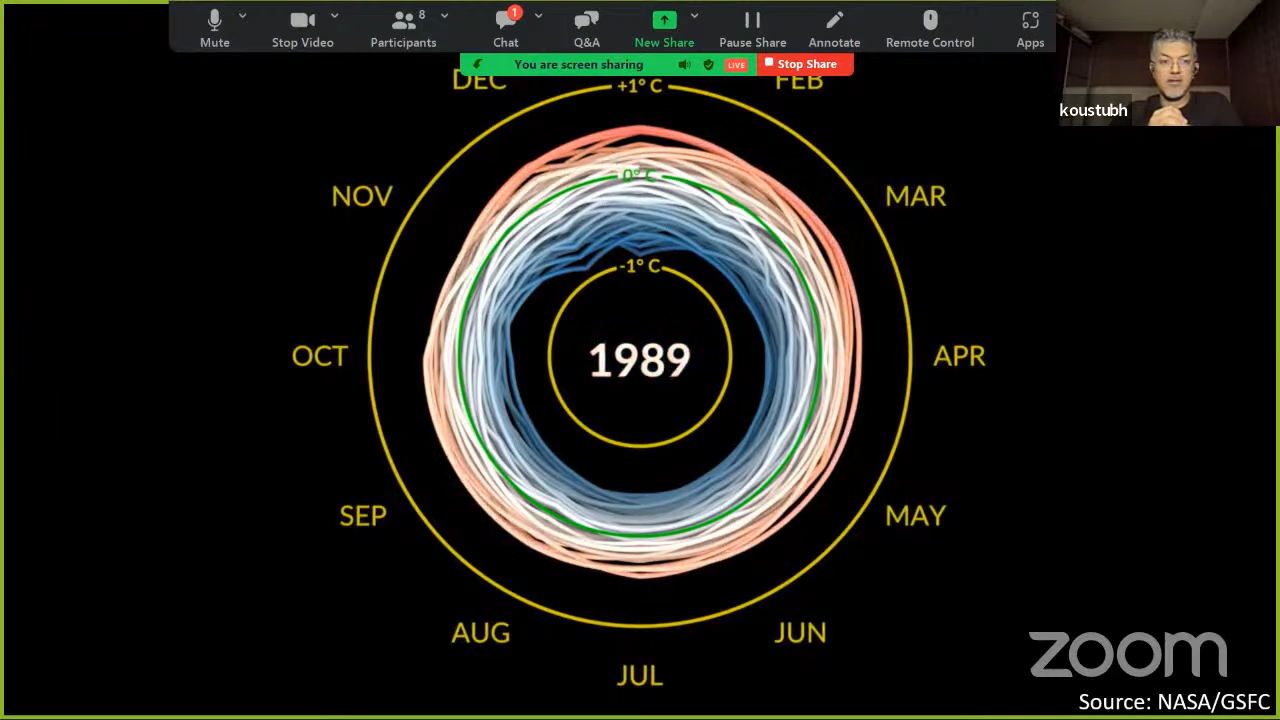 8
1
Mute
Stop Video
Participants
Chat
Q&A
New Share
Pause Share
Annotate
Remote Control
Apps
You are screen sharing
LIVE
Stop Share
koustubh
DEC
+1° C
FEB
NOV
0° C
MAR
-1° C
OCT
1989
APR
SEP
MAY
AUG
JUN
JUL
zoom
Source: NASA/GSFC